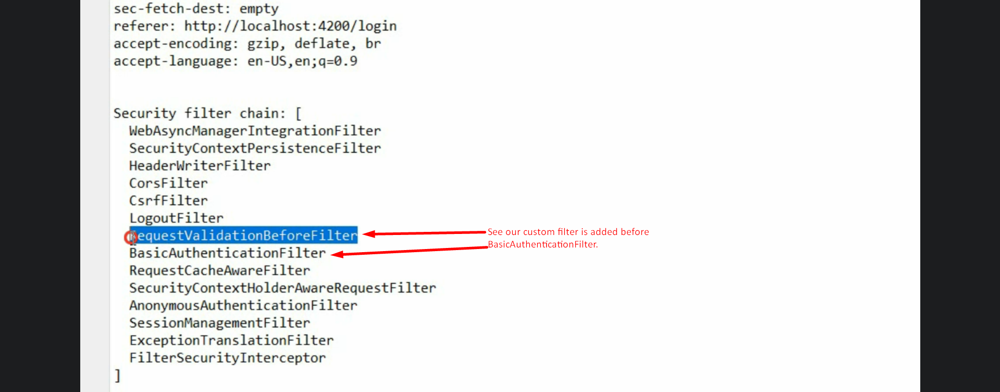 sec-fetch-dest: empty
referer: http://localhost:4200/login
accept-encoding: gzip, deflate, br
accept-language: en-US,en;q=0.9
Security filter chain: [
WebAsyncManagerIntegrationFilter
SecurityContextPersistenceFilter
HeaderWriterFilter
CorsFilter
CsrfFilter
LogoutFilter
RequestValidationBeforeFilter
See our custom filter is added before
BasicAuthenticationFilter.
BasicAuthenticationFilter
RequestCacheAwareFilter
SecurityContextHolderAwareRequestFilter
AnonymousAuthenticationFilter
SessionManagementFilter
ExceptionTranslationFilter
FilterSecurityInterceptor
]